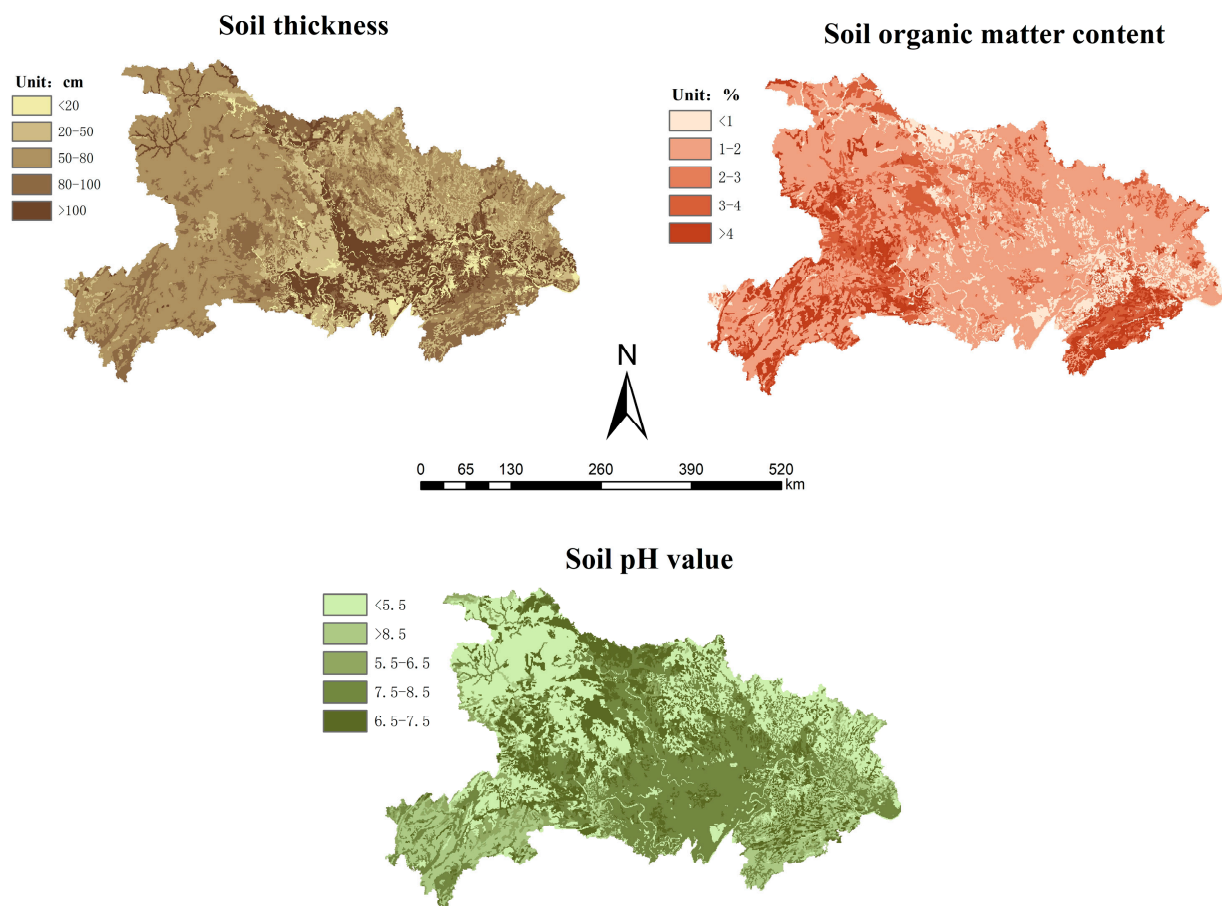 Soil thickness
Unit: cm
<20
20-50
50-80
80-100
>100
Soil organic matter content
Unit: %
<1
1-2
2-3
3-4
>4
N
0 65 130 260 390 520
km
Soil pH value
<5.5
>8.5
5.5-6.5
7.5-8.5
6.5-7.5